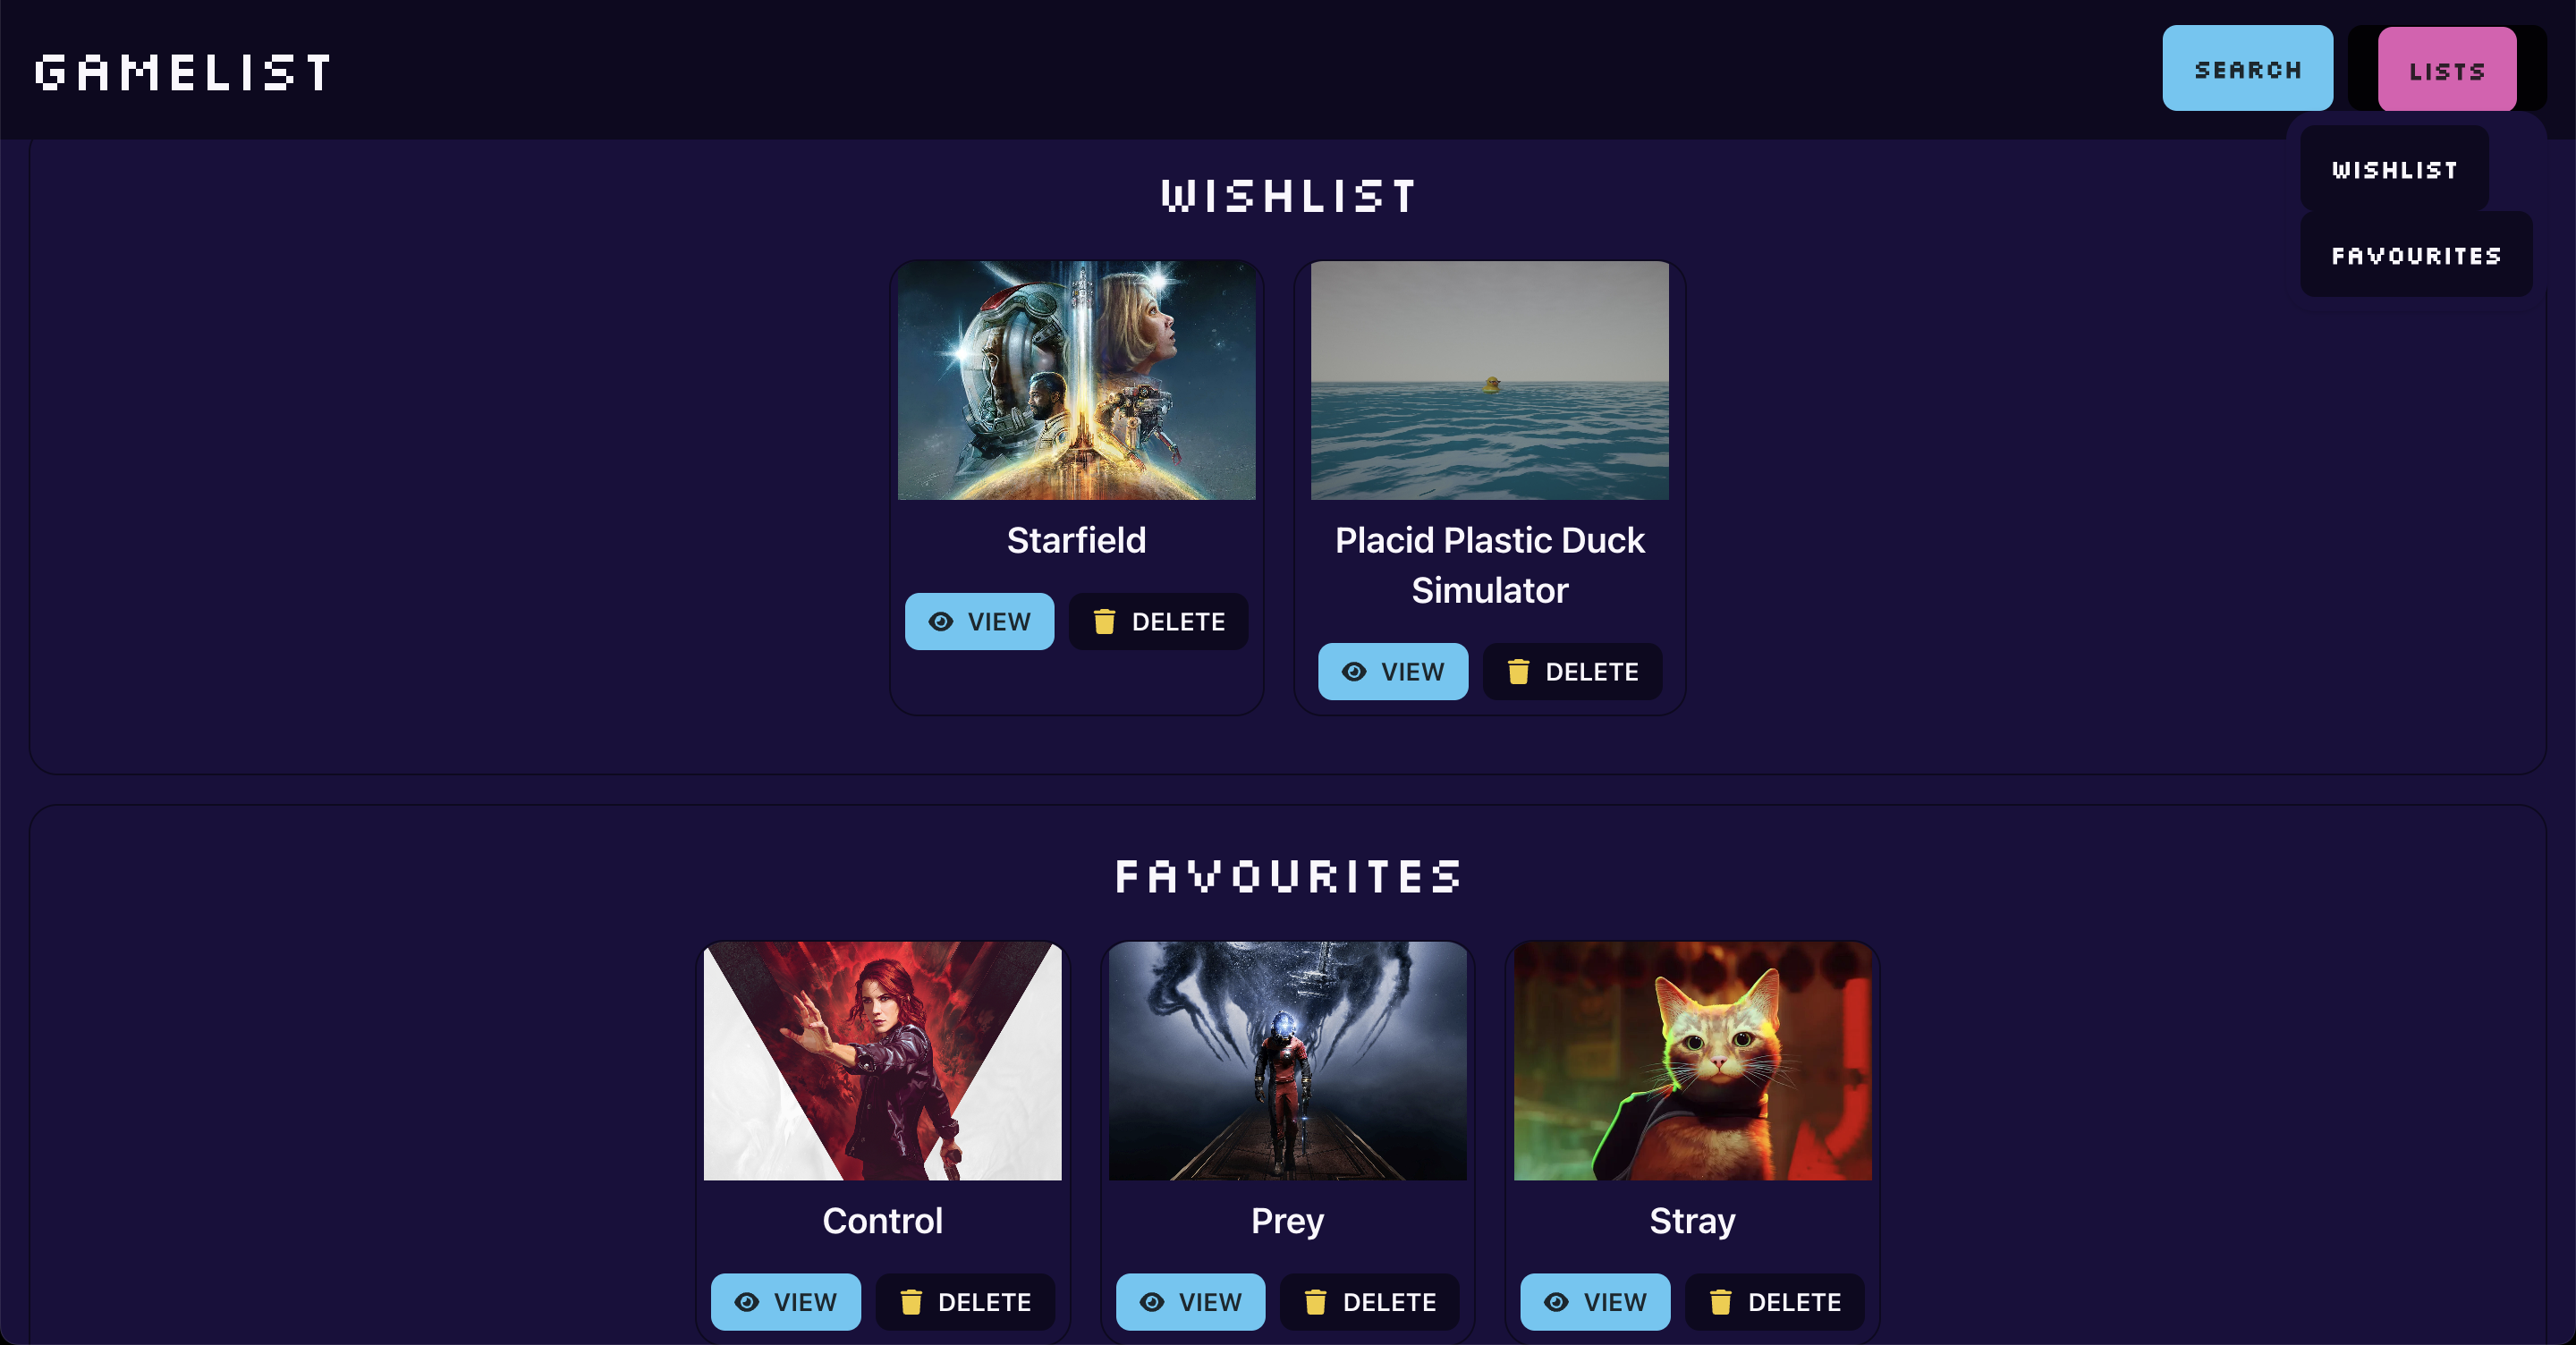 GAMELIST
SEARCH
LISTS
WISHLIST
FAVOURITES
WISHLIST
Starfield
VIEW
DELETE
Placid Plastic Duck
Simulator
VIEW
DELETE
FAVOURITES
Control
VIEW
DELETE
Prey
VIEW
DELETE
Stray
VIEW
DELETE